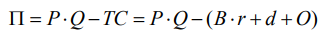 Π = P·Q − TC = P·Q − (B·r + d + O)